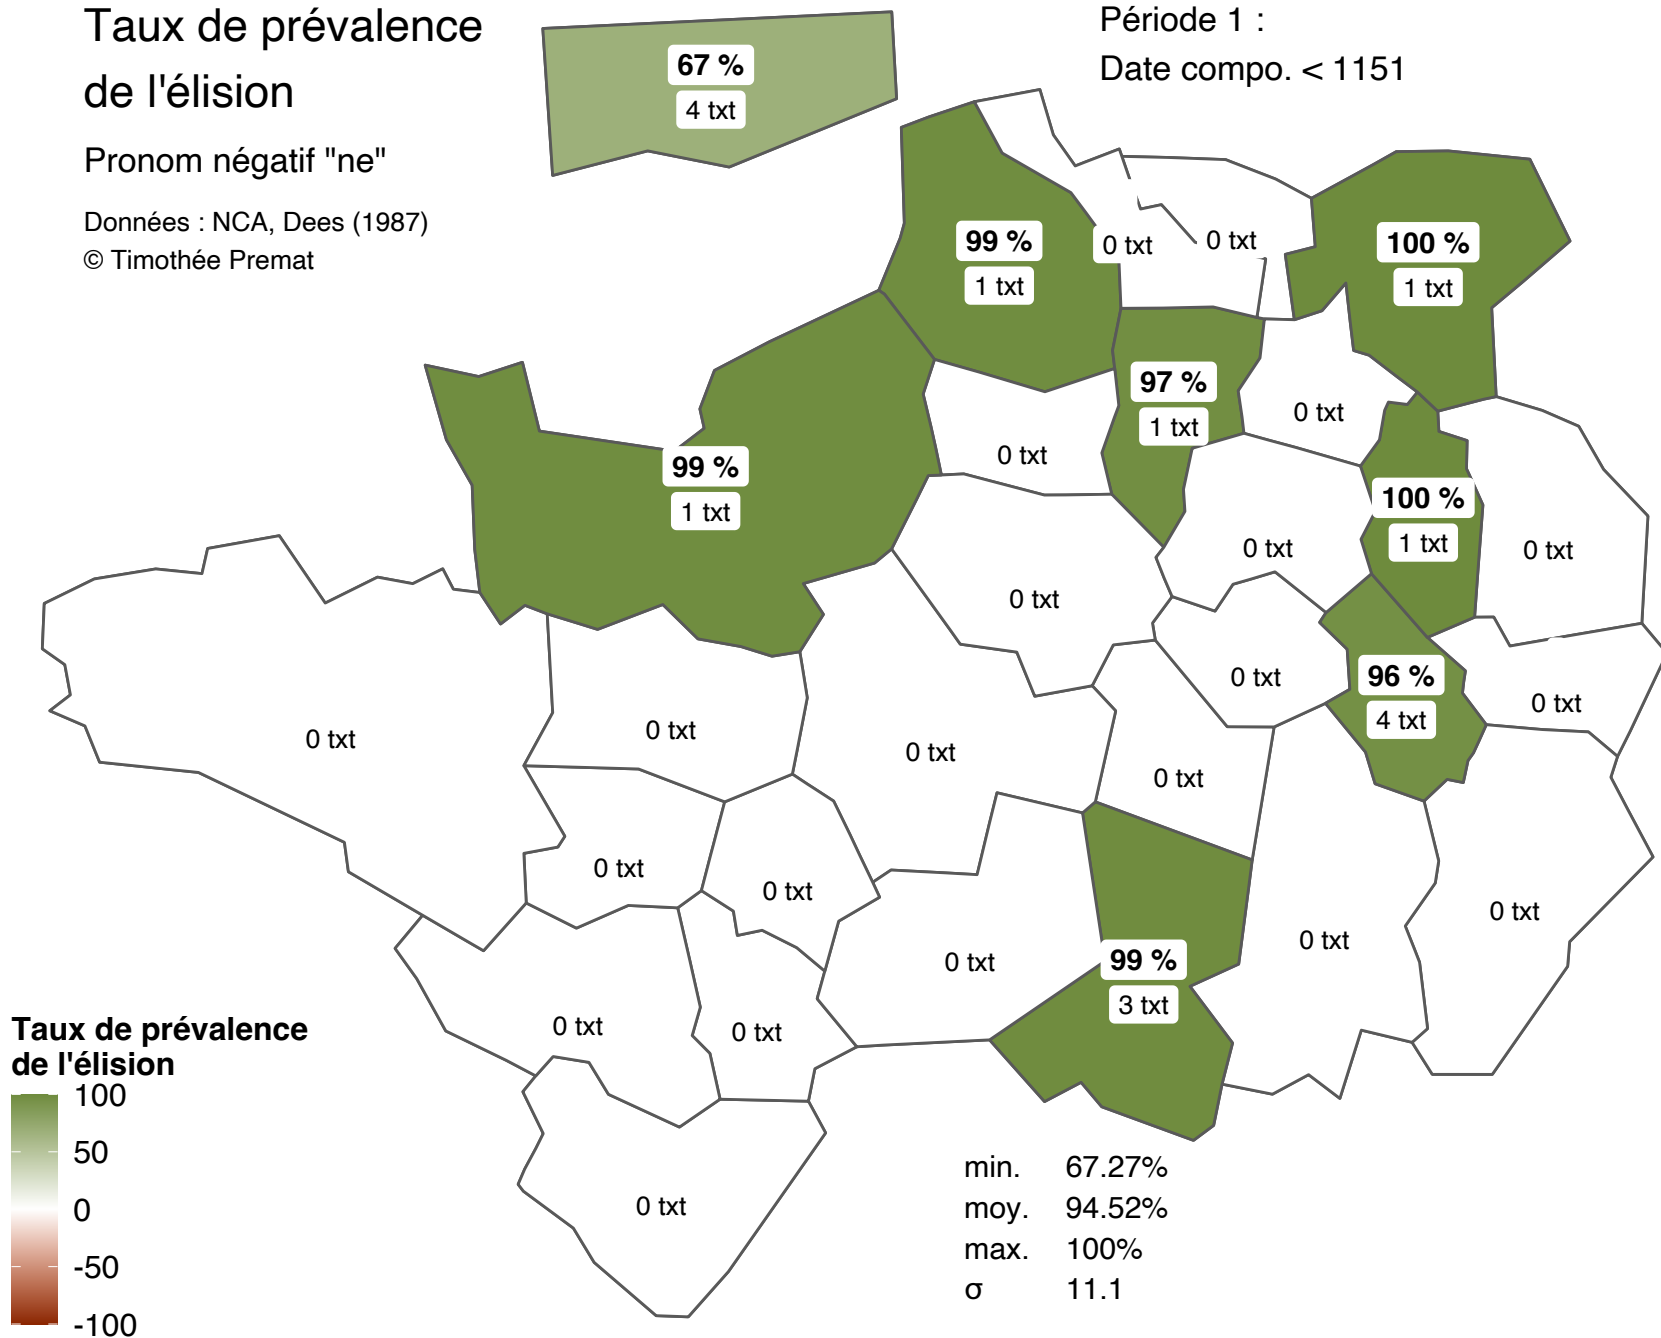 Taux de prévalence
de l'élision
Pronom négatif "ne"
Données : NCA, Dees (1987)
© Timothée Premat
Période 1 :
Date compo. < 1151
67 %
4 txt
99 %
1 txt
0 txt
0 txt
100 %
1 txt
97 %
1 txt
0 txt
0 txt
99 %
1 txt
100 %
1 txt
0 txt
0 txt
0 txt
96 %
4 txt
0 txt
0 txt
0 txt
0 txt
0 txt
0 txt
0 txt
0 txt
0 txt
0 txt
0 txt
99 %
3 txt
0 txt
0 txt
0 txt
0 txt
Taux de prévalence
de l'élision
100
50
0
-50
-100
min. 67.27%
moy. 94.52%
max. 100%
σ 11.1